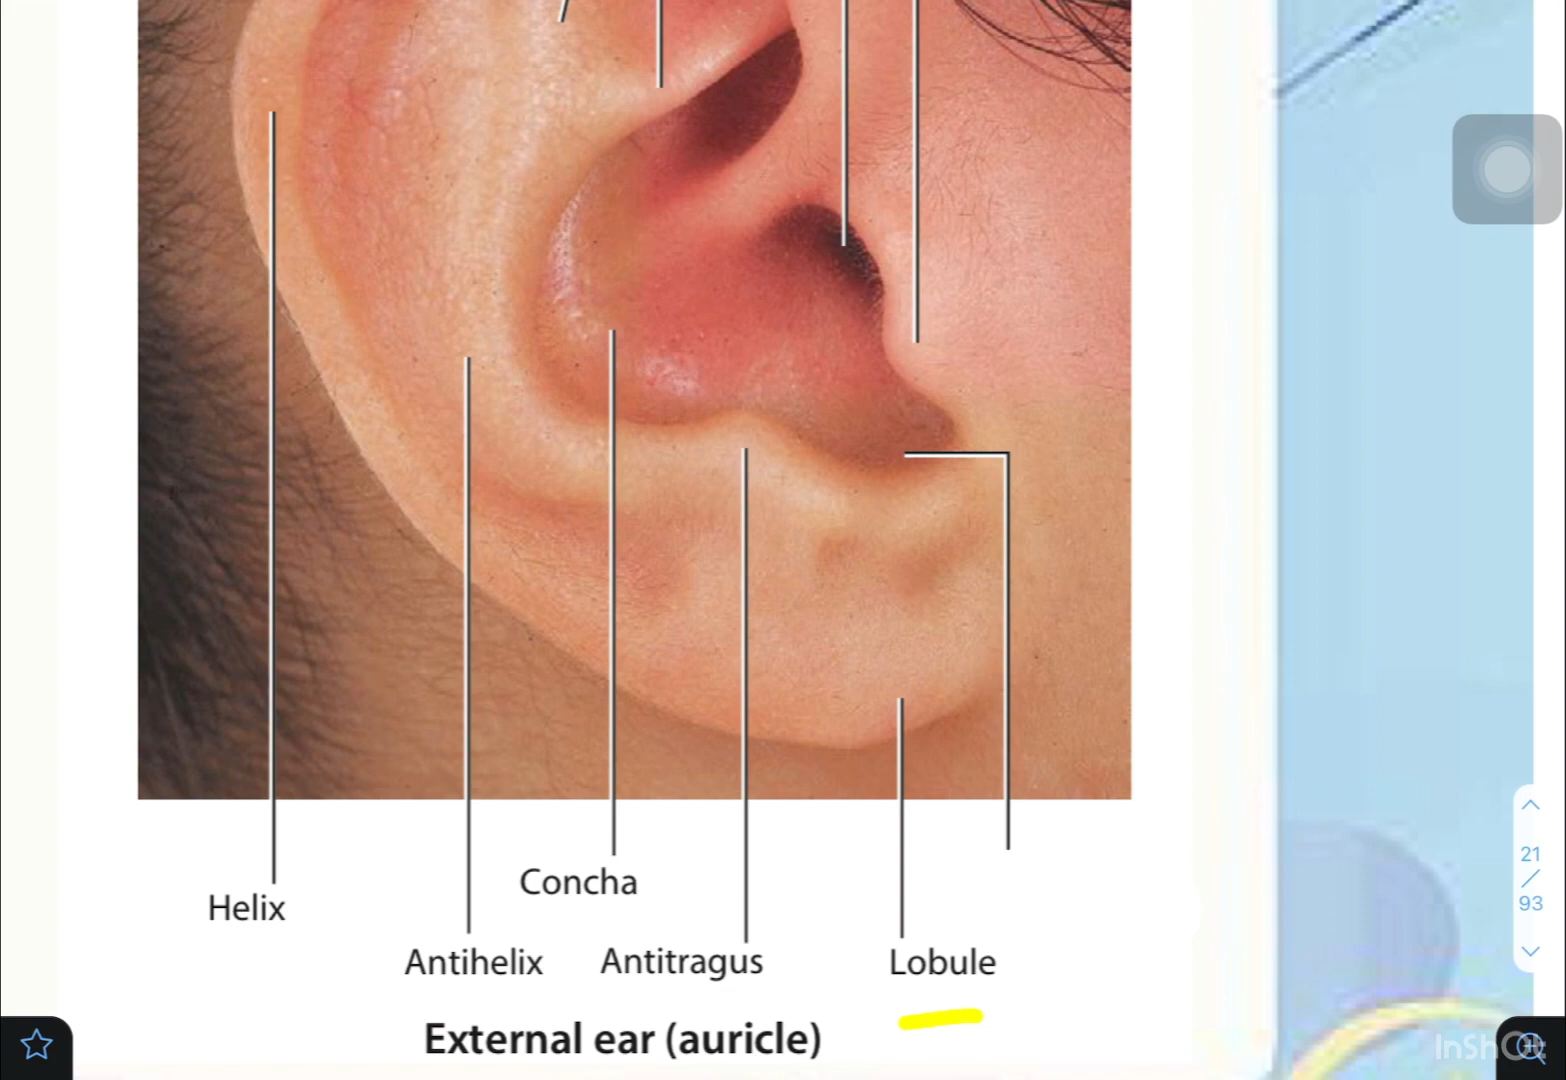 21
/
93
Concha
Helix
Antihelix
Antitragus
Lobule
External ear (auricle)
InShOt